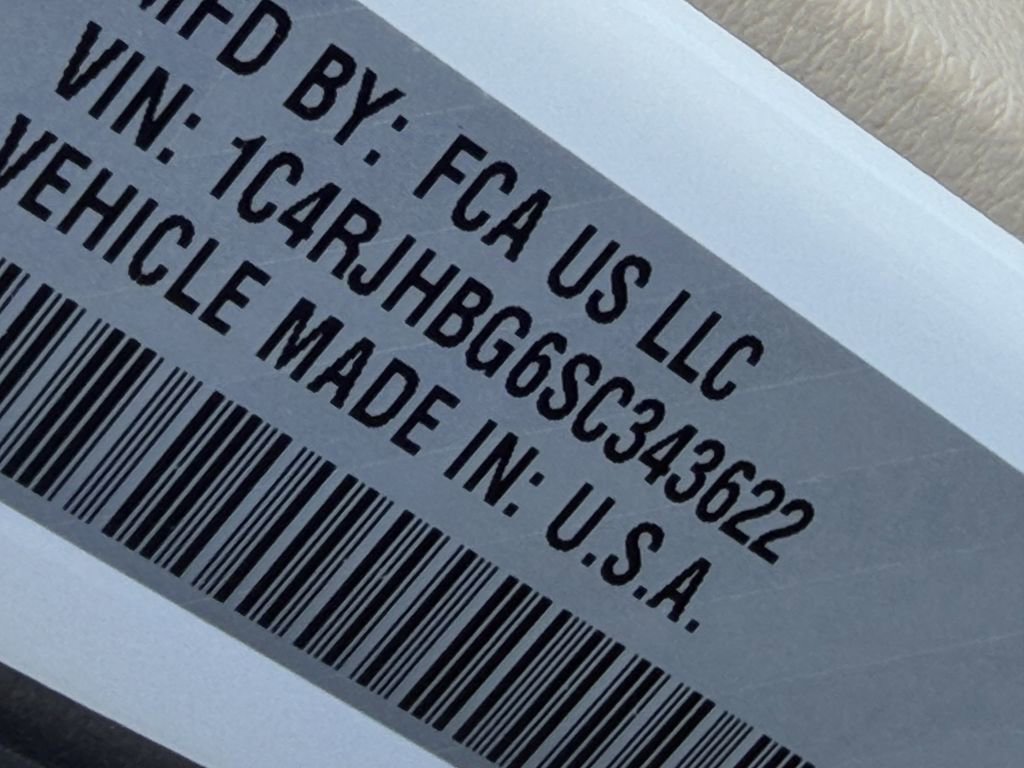 MFD BY: FCA US LLC
VIN: 1C4RJHBG6SC343622
VEHICLE MADE IN: U.S.A.